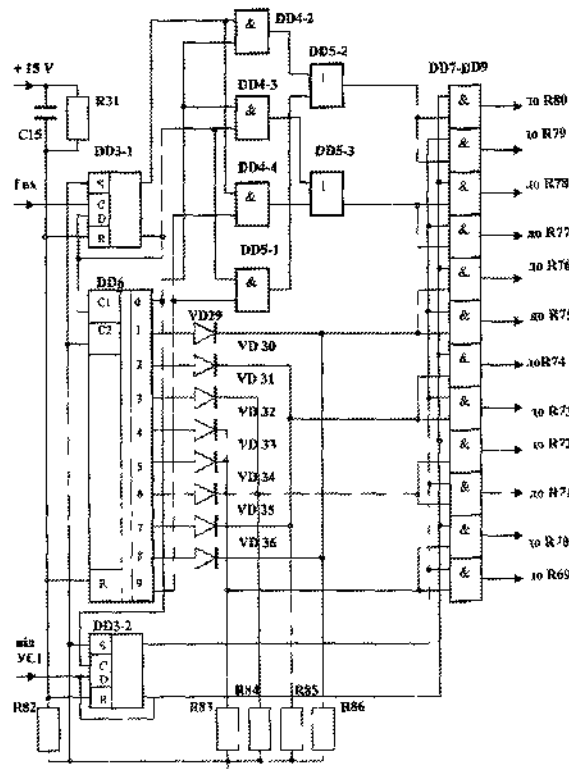 DD4-2
&
DD5-2
+ 15 V
DD4-3
1
DD7-DD9
R31
&
&
до R80
C15
DD5-3
&
до R79
DD3-1
DD4-4
1
&
до R78
S
&
f вх
C
&
до R77
D
DD5-1
R
&
до R76
DD6
&
C1
0
VD29
&
до R75
C2
1
VD 30
2
&
до R74
VD 31
3
VD 32
&
до R73
4
VD 33
&
до R72
5
VD 34
6
&
до R71
VD 35
7
&
VD 36
8
&
до R69
R
9
DD3-2
S
C
D
R
R82
R83
R84
R85
R86